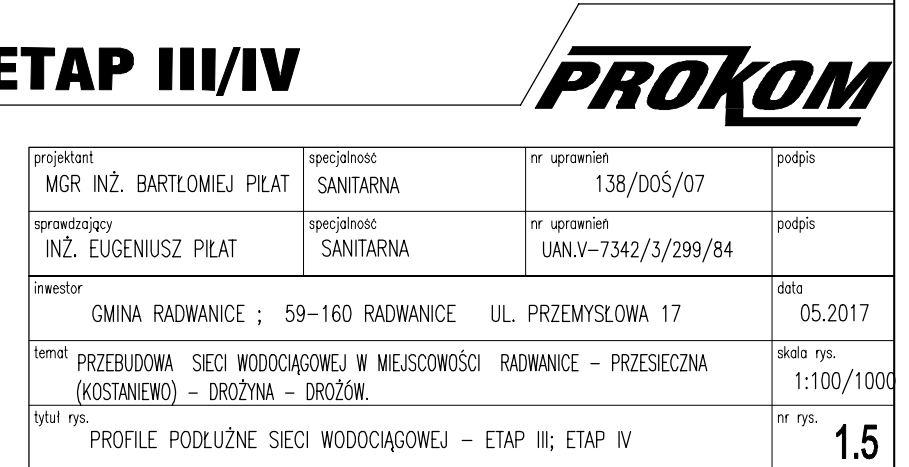 ETAP III/IV
PROKOM
projektant specjalność nr uprawnień podpis
MGR INŻ. BARTŁOMIEJ PIŁAT SANITARNA 138/DOŚ/07
sprawdzający specjalność nr uprawnień podpis
INŻ. EUGENIUSZ PIŁAT SANITARNA UAN.V-7342/3/299/84
inwestor data
GMINA RADWANICE ; 59-160 RADWANICE UL. PRZEMYSŁOWA 17 05.2017
temat skala rys.
PRZEBUDOWA SIECI WODOCIĄGOWEJ W MIEJSCOWOŚCI RADWANICE – PRZESIECZNA
1:100/1000
(KOSTANIEWO) – DROŻYNA – DROŻÓW.
tytuł rys. nr rys.
PROFILE PODŁUŻNE SIECI WODOCIĄGOWEJ – ETAP III; ETAP IV 1.5